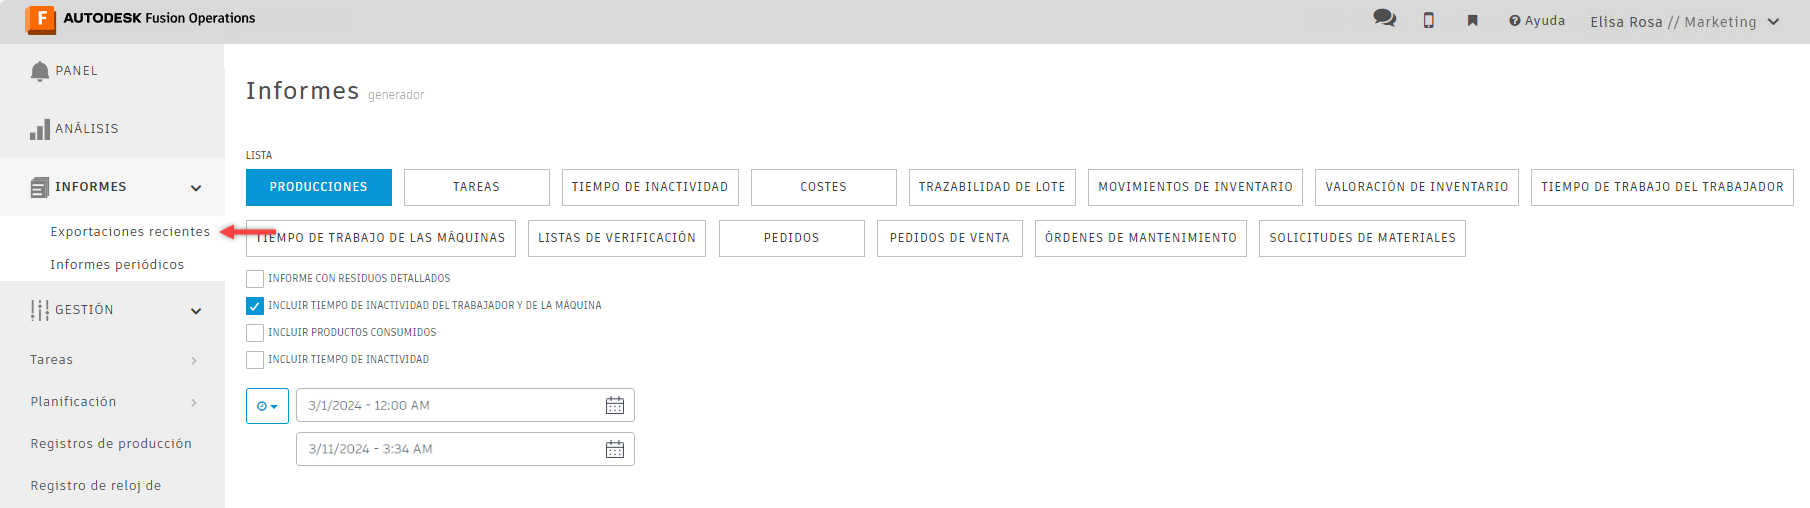 AUTODESK Fusion Operations
Ayuda
Elisa Rosa // Marketing
PANEL
ANÁLISIS
INFORMES
Exportaciones recientes
Informes periódicos
GESTIÓN
Tareas
Planificación
Registros de producción
Registro de reloj de
Informes generador
LISTA
PRODUCCIONES TAREAS TIEMPO DE INACTIVIDAD COSTES TRAZABILIDAD DE LOTE MOVIMIENTOS DE INVENTARIO VALORACIÓN DE INVENTARIO TIEMPO DE TRABAJO DEL TRABAJADOR
TIEMPO DE TRABAJO DE LAS MÁQUINAS LISTAS DE VERIFICACIÓN PEDIDOS PEDIDOS DE VENTA ÓRDENES DE MANTENIMIENTO SOLICITUDES DE MATERIALES
INFORME CON RESIDUOS DETALLADOS
INCLUIR TIEMPO DE INACTIVIDAD DEL TRABAJADOR Y DE LA MÁQUINA
INCLUIR PRODUCTOS CONSUMIDOS
INCLUIR TIEMPO DE INACTIVIDAD
3/1/2024 - 12:00 AM
3/11/2024 - 3:34 AM